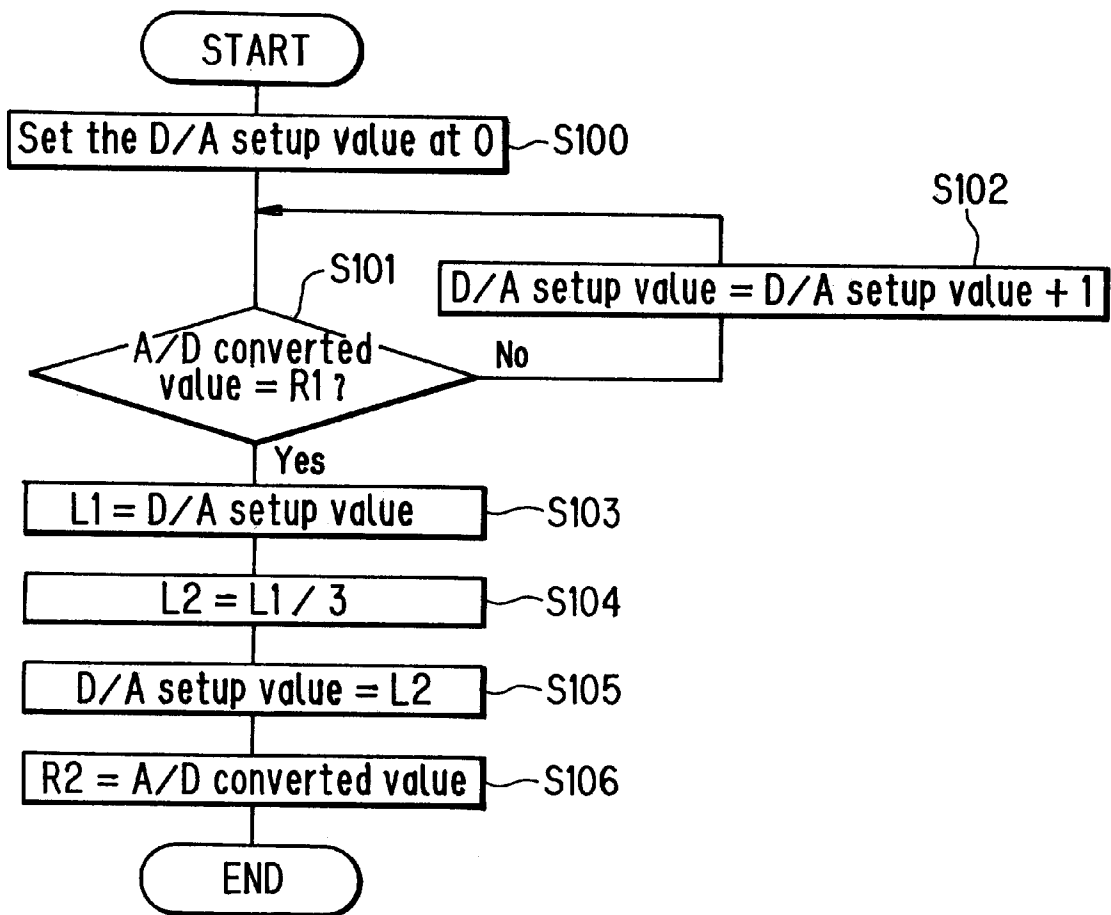 START
Set the D/A setup value at 0
S100
S102
D/A setup value = D/A setup value + 1
S101
A/D converted
value = R1 ?
No
Yes
L1 = D/A setup value
S103
L2 = L1 / 3
S104
D/A setup value = L2
S105
R2 = A/D converted value
S106
END